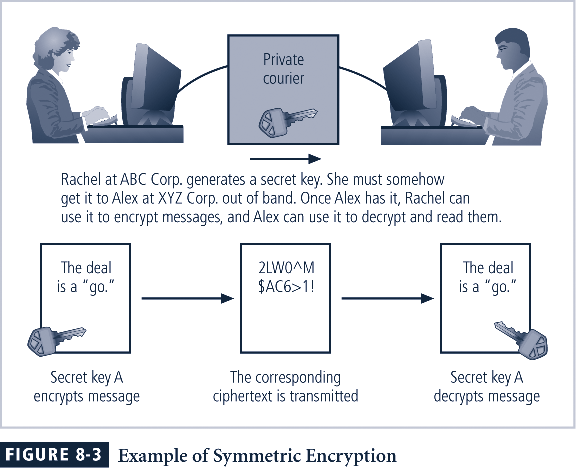 Private
courier
Rachel at ABC Corp. generates a secret key. She must somehow
get it to Alex at XYZ Corp. out of band. Once Alex has it, Rachel can
use it to encrypt messages, and Alex can use it to decrypt and read them.
The deal
is a “go.”
2LW0^M
$AC6>1!
The deal
is a “go.”
Secret key A
encrypts message
The corresponding
ciphertext is transmitted
Secret key A
decrypts message
FIGURE 8-3 Example of Symmetric Encryption